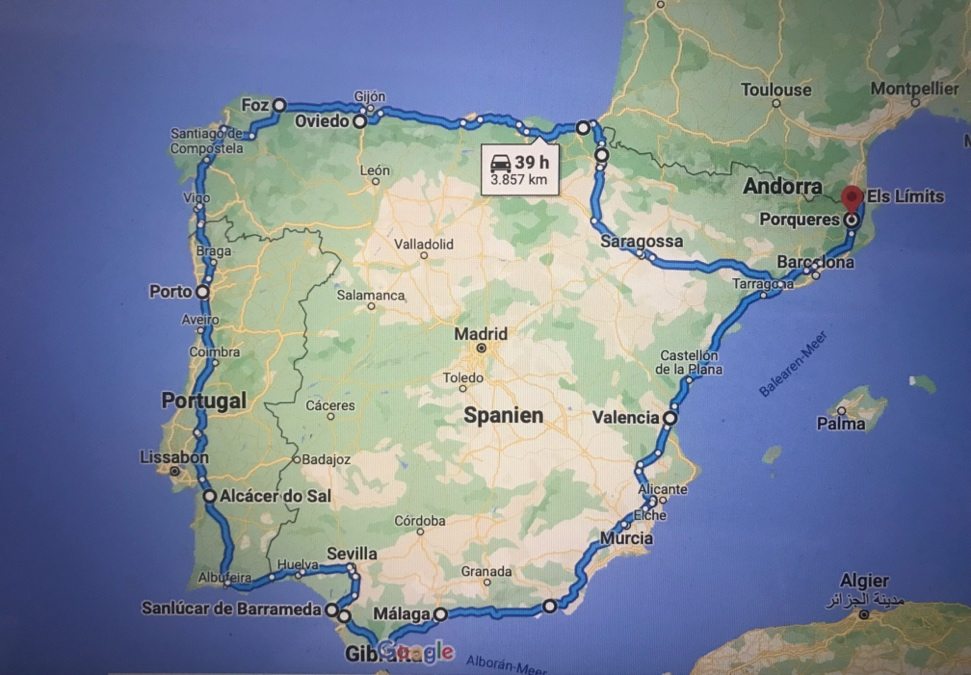 Toulouse
Montpellier
Foz
Gijón
Oviedo
Santiago de
Compostela
León
39 h
3.857 km
Andorra
Els Límits
Porqueres
Vigo
Braga
Valladolid
Saragossa
Barcelona
Tarragona
Porto
Salamanca
Aveiro
Coimbra
Madrid
Castellón
de la Plana
Balearen-Meer
Toledo
Portugal
Cáceres
Spanien
Valencia
Palma
Lissabon
Badajoz
Alcácer do Sal
Alicante
Elche
Córdoba
Murcia
Sevilla
Huelva
Albufeira
Granada
Algier
مدينة الجزائر
Sanlúcar de Barrameda
Málaga
Gibraltar
Google
Alborán-Meer